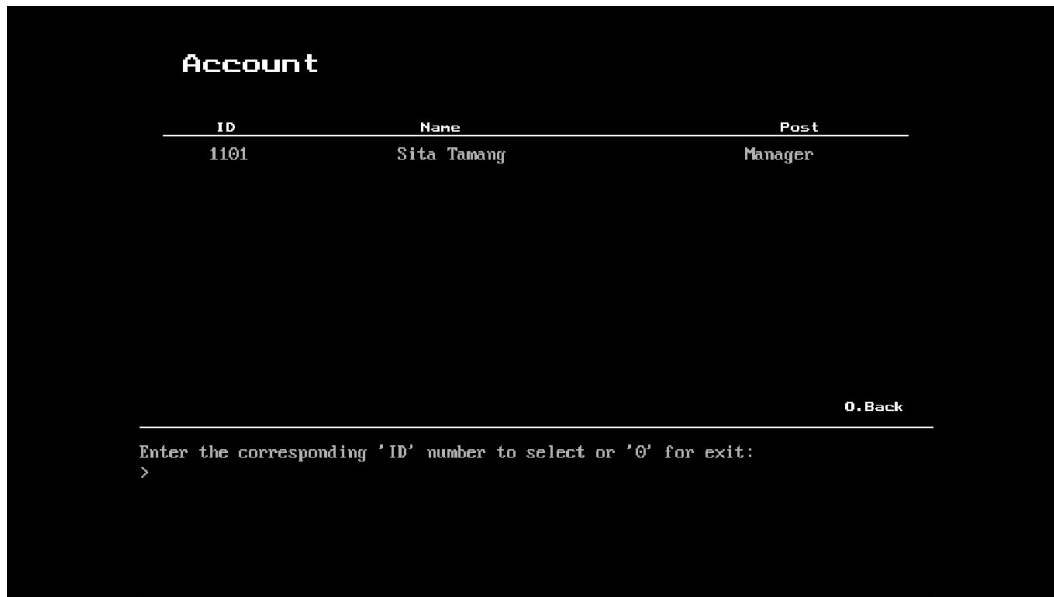 Account
ID Name Post
1101 Sita Tamang Manager
0.Back
Enter the corresponding 'ID' number to select or '0' for exit:
>